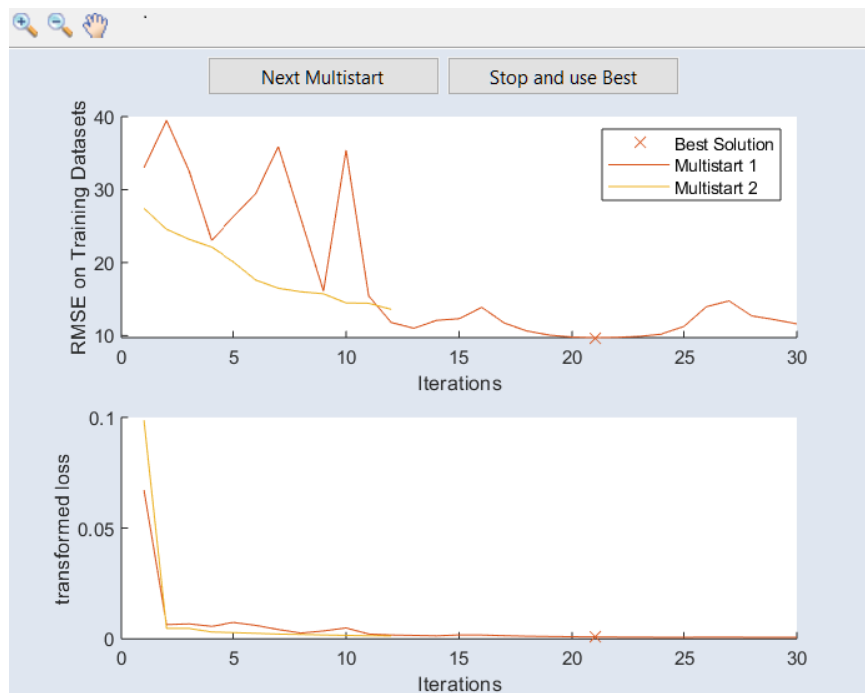 Next Multistart
Stop and use Best
RMSE on Training Datasets
40
30
20
10
0
5
10
15
20
25
30
Iterations
Best Solution
Multistart 1
Multistart 2
transformed loss
0.1
0.05
0
0
5
10
15
20
25
30
Iterations